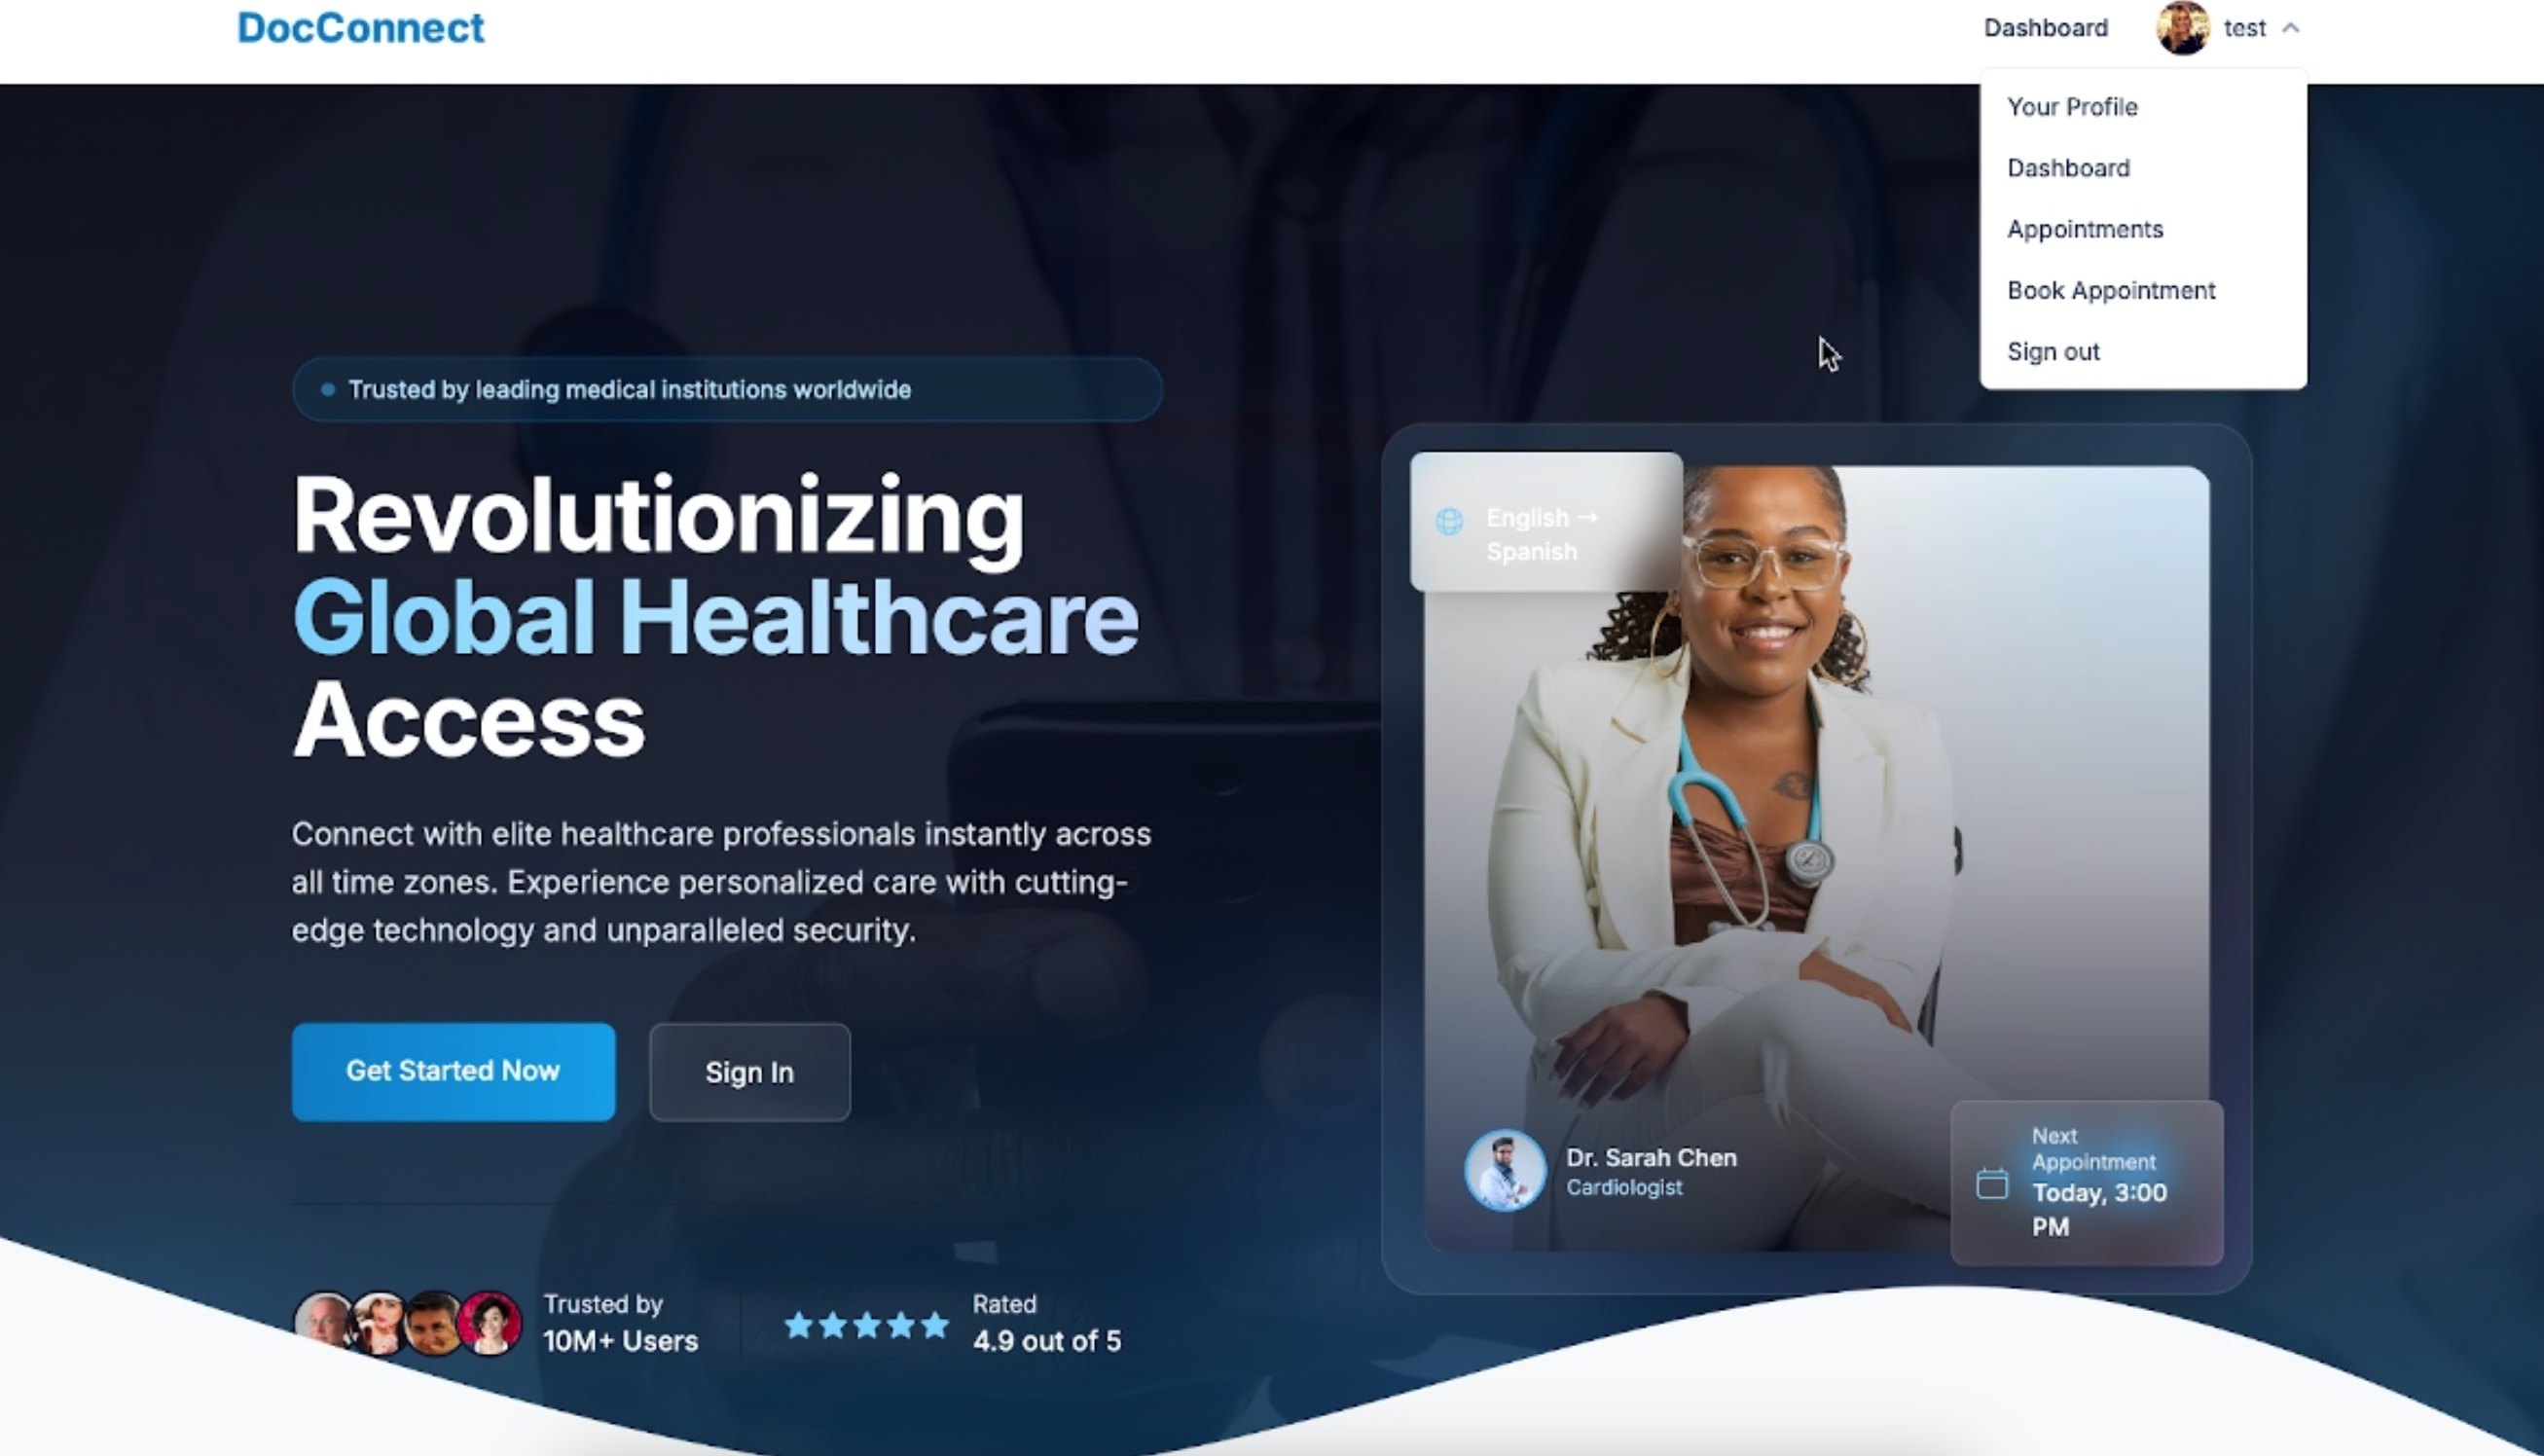 DocConnect
Dashboard
test
Your Profile
Dashboard
Appointments
Book Appointment
Sign out
Trusted by leading medical institutions worldwide
Revolutionizing
Global Healthcare
Access
Connect with elite healthcare professionals instantly across
all time zones. Experience personalized care with cutting-
edge technology and unparalleled security.
Get Started Now
Sign In
Trusted by
10M+ Users
Rated
4.9 out of 5
English →
Spanish
Dr. Sarah Chen
Cardiologist
Next
Appointment
Today, 3:00
PM